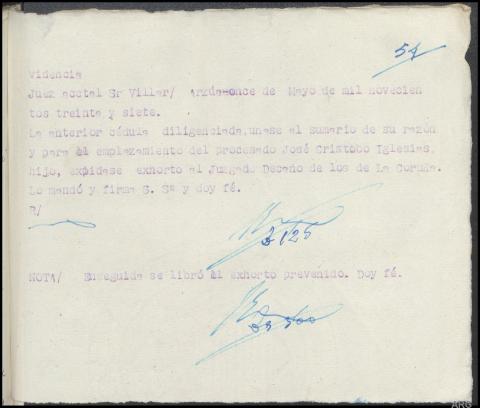 54
videncia
Juez acctal Sr Villar/ Arzúa once de Mayo de mil novecien
tos treinta y siete.
La anterior cédula diligenciada, unase al sumario de su razón
y para el emplazamiento del procesado José Cristobo Iglesias,
hijo, expídase exhorto al Juzgado Decano de los de La Coruña.
Lo mandó y firma S. Sª y doy fé.
R/
NOTA/ Enseguida se libró el exhorto prevenido. Doy fé.
ARG